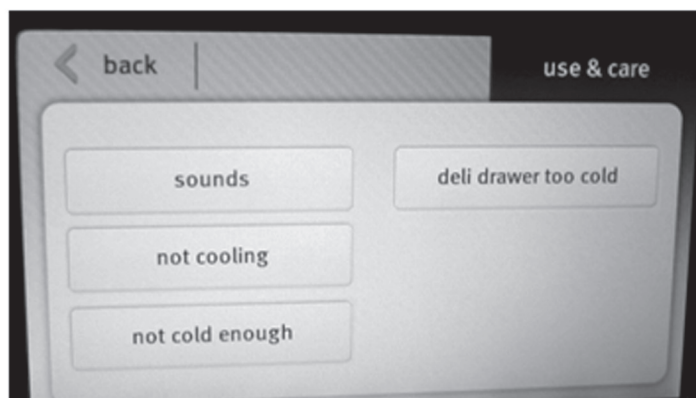 back
use & care
sounds
deli drawer too cold
not cooling
not cold enough